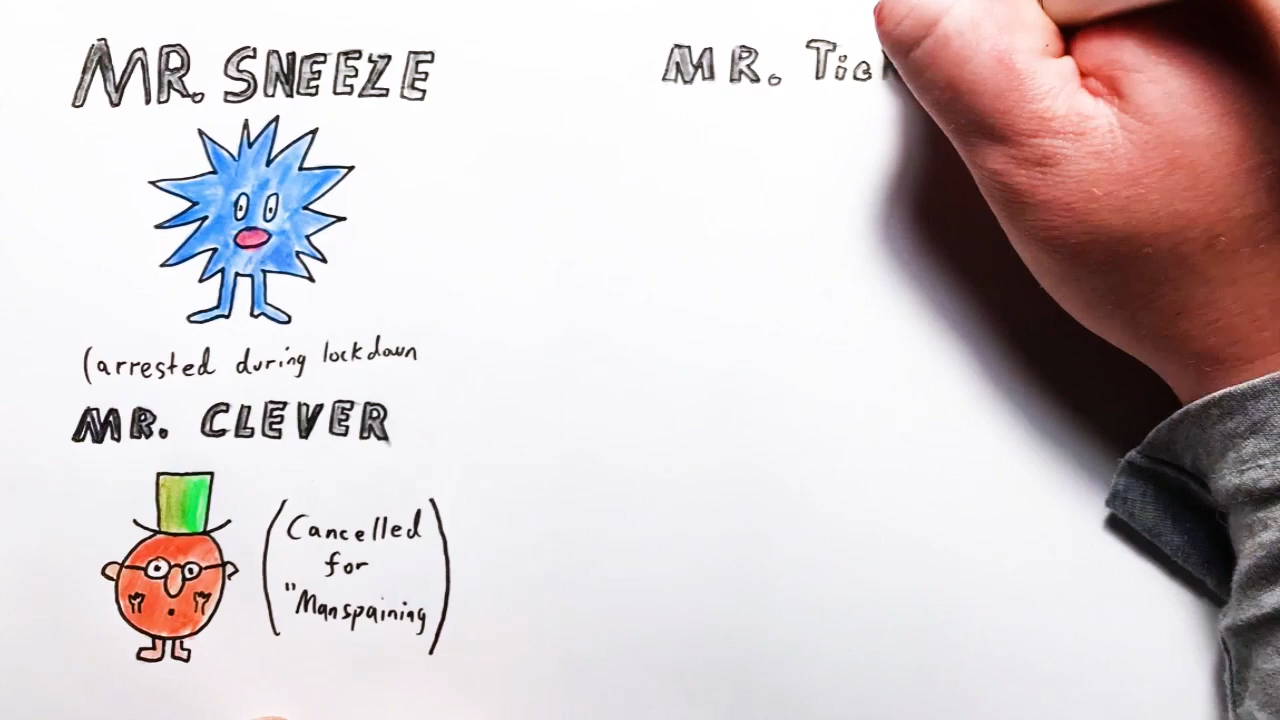 MR. SNEEZE
(arrested during lockdown
MR. CLEVER
(Cancelled
for
"Manspaining)
MR. Tic